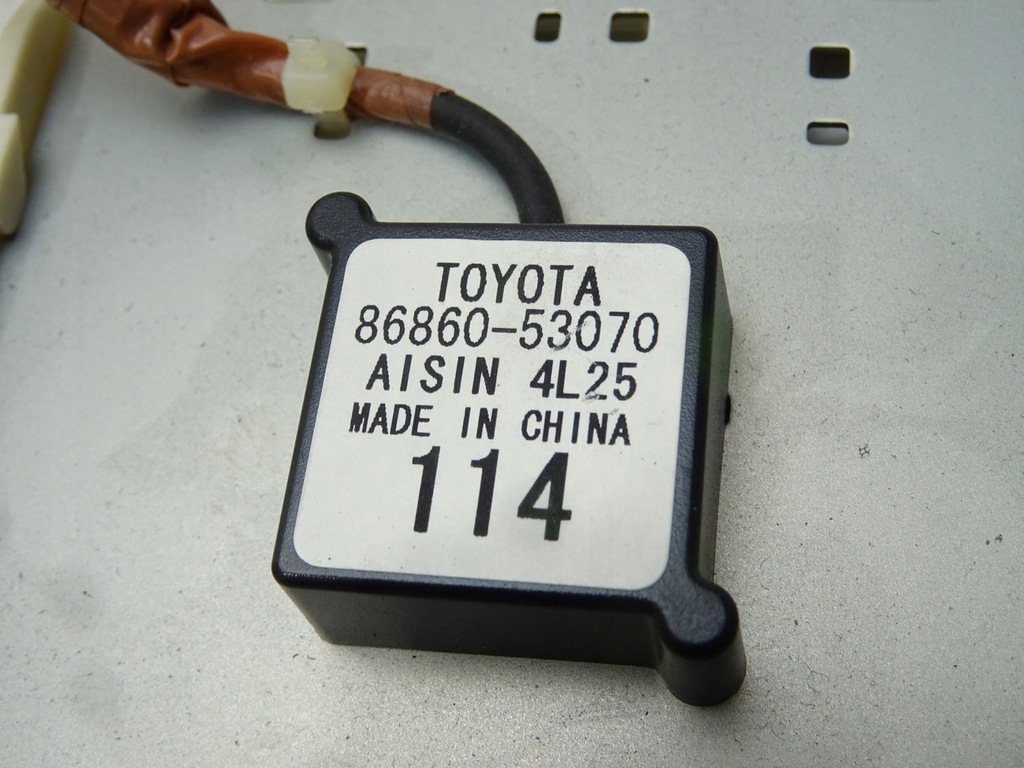 TOYOTA
86860-53070
AISIN 4L25
MADE IN CHINA
114